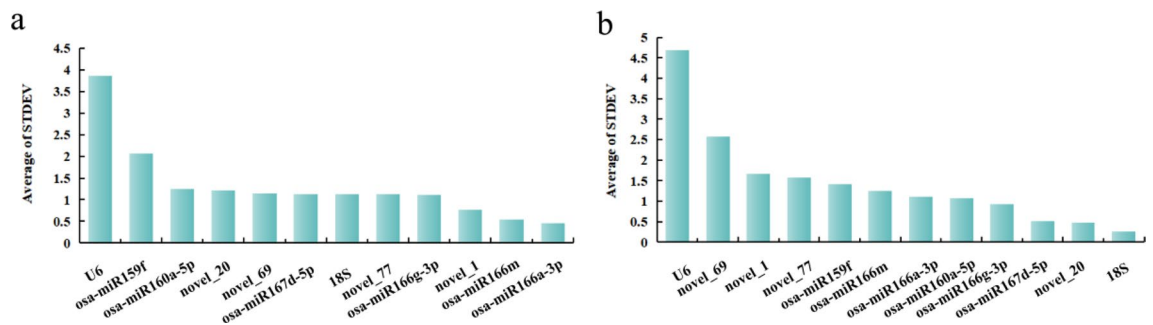 a
Average of STDEV
4.5
4
3.5
3
2.5
2
1.5
1
0.5
0
U6
osa-miR159f
osa-miR160a-5p
novel_20
novel_69
osa-miR167d-5p
18S
novel_77
osa-miR166g-3p
novel_1
osa-miR166m
osa-miR166a-3p
b
Average of STDEV
5
4.5
4
3.5
3
2.5
2
1.5
1
0.5
0
U6
novel_69
novel_1
novel_77
osa-miR159f
osa-miR166m
osa-miR166a-3p
osa-miR160a-5p
osa-miR166g-3p
osa-miR167d-5p
novel_20
18S